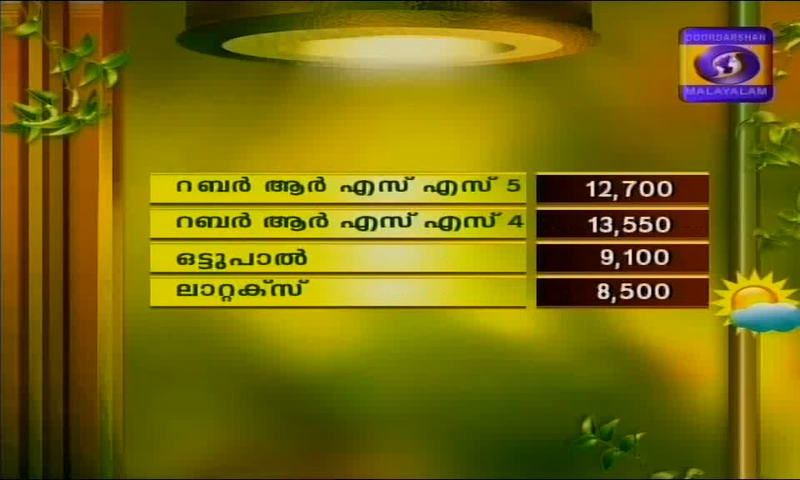 DOORDARSHAN
MALAYALAM
റബർ ആർ എസ് എസ് 5 12,700
റബർ ആർ എസ് എസ് 4 13,550
ഒട്ടുപാൽ 9,100
ലാറ്റക്സ് 8,500